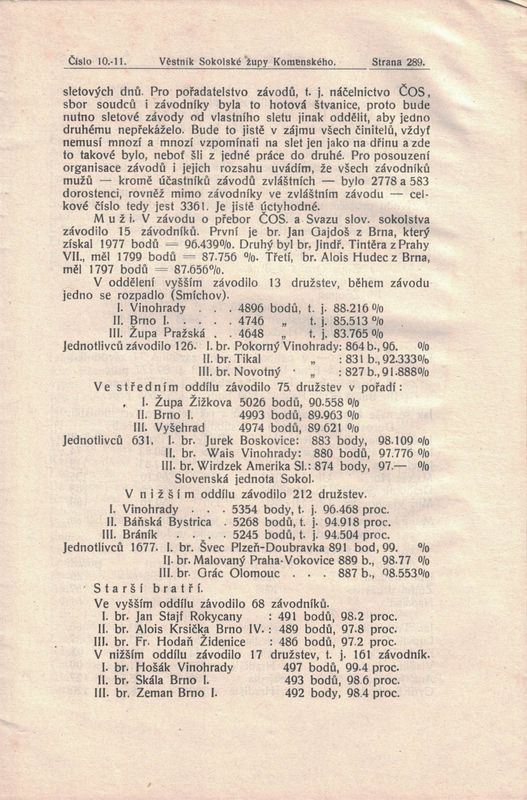 Číslo 10.-11. Věstník Sokolské župy Komenského. Strana 289.
sletových dnů. Pro pořadatelstvo závodů, t. j. náčelnictvo ČOS,
sbor soudců i závodníky byla to hotová štvanice, proto bude
nutno sletové závody od vlastního sletu jinak oddělit, aby jedno
druhému nepřekáželo. Bude to jistě v zájmu všech činitelů, vždyť
nemusí mnozí a mnozí vzpomínati na slet jen jako na dřinu a zde
to takové bylo, neboť šli z jedné práce do druhé. Pro posouzení
organisace závodů i jejich rozsahu uvádím, že všech závodníků
mužů — kromě účastníků závodů zvláštních — bylo 2778 a 583
dorostenci, rovněž mimo závodníky ve zvláštním závodu — cel-
kové číslo tedy jest 3361. Je jistě úctyhodné.
Muži. V závodu o přebor ČOS. a Svazu slov. sokolstva
závodilo 15 závodníků. První je br. Jan Gajdoš z Brna, který
získal 1977 bodů = 96.439%. Druhý byl br. Jindř. Tintěra z Prahy
VII., měl 1799 bodů = 87.756 %. Třetí, br. Alois Hudec z Brna,
měl 1797 bodů = 87.656%.
V oddělení vyšším závodilo 13 družstev, během závodu
jedno se rozpadlo (Smíchov).
I. Vinohrady . . . 4896 bodů, t. j. 88.216 %
II. Brno I. . . . . 4746 „ t. j. 85.513 %
III. Župa Pražská . . 4648 „ t. j. 83.765 %
Jednotlivců závodilo 126. I. br. Pokorný Vinohrady: 864 b., 96. %
II. br. Tikal „ : 831 b., 92.333%
III. br. Novotný „ : 827 b., 91.888%
Ve středním oddílu závodilo 75 družstev v pořadí:
I. Župa Žižkova 5026 bodů, 90.558 %
II. Brno I. 4993 bodů, 89.963 %
III. Vyšehrad 4974 bodů, 89 621 %
Jednotlivců 631. I. br. Jurek Boskovice: 883 body, 98.109 %
II. br. Wais Vinohrady: 880 bodů, 97.776 %
III. br. Wirdzek Amerika Sl.: 874 body, 97.— %
Slovenská jednota Sokol.
V nižším oddílu závodilo 212 družstev.
I. Vinohrady . . . 5354 body, t. j. 96.468 proc.
II. Báňská Bystrica . 5268 bodů, t. j. 94.918 proc.
III. Bráník . . . . 5245 bodů, t. j. 94.504 proc.
Jednotlivců 1677. I. br. Švec Plzeň-Doubravka 891 bod, 99. %
II. br. Malovaný Praha-Vokovice 889 b., 98.77 %
III. br. Grác Olomouc . . . 887 b., 98.553%
Starší bratří.
Ve vyšším oddílu závodilo 68 závodníků.
I. br. Jan Stajf Rokycany : 491 bodů, 98.2 proc.
II. br. Alois Krsička Brno IV. : 489 bodů, 97.8 proc.
III. br. Fr. Hodaň Židenice : 486 bodů, 97.2 proc.
V nižším oddílu závodilo 17 družstev, t. j. 161 závodník.
I. br. Hošák Vinohrady 497 bodů, 99.4 proc.
II. br. Skála Brno I. 493 bodů, 98.6 proc.
III. br. Zeman Brno I. 492 body, 98.4 proc.